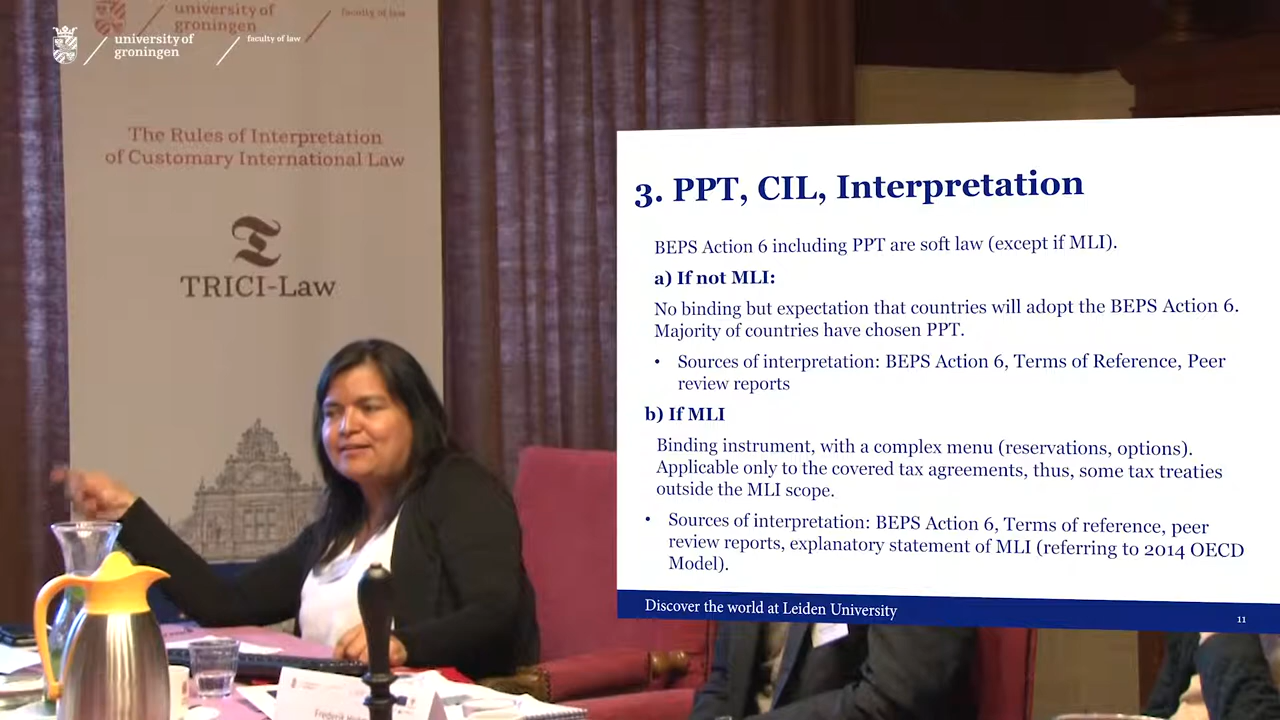 university of
groningen
faculty of law
university of
groningen
faculty of law
The Rules of Interpretation
of Customary International Law
TRICI-Law
3. PPT, CIL, Interpretation
BEPS Action 6 including PPT are soft law (except if MLI).
a) If not MLI:
No binding but expectation that countries will adopt the BEPS Action 6.
Majority of countries have chosen PPT.
• Sources of interpretation: BEPS Action 6, Terms of Reference, Peer
review reports
b) If MLI
Binding instrument, with a complex menu (reservations, options).
Applicable only to the covered tax agreements, thus, some tax treaties
outside the MLI scope.
• Sources of interpretation: BEPS Action 6, Terms of reference, peer
review reports, explanatory statement of MLI (referring to 2014 OECD
Model).
Discover the world at Leiden University
11
Frederik